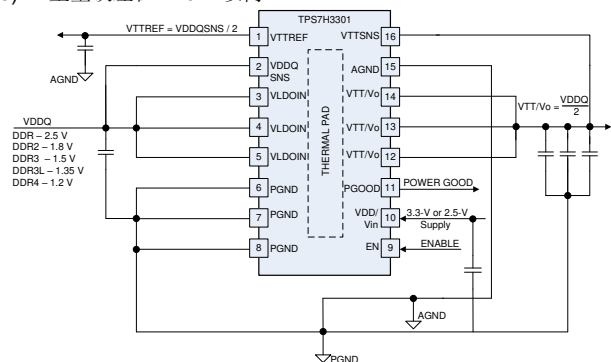 TPS7H3301
VTTREF = VDDQSNS / 2
AGND
1 VTTREF
2 VDDQ
SNS
3 VLDOIN
4 VLDOIN
5 VLDOIN
6 PGND
7 PGND
8 PGND
THERMAL PAD
VTTSNS 16
AGND 15
VTT/Vo 14
VTT/Vo 13
VTT/Vo 12
PGOOD 11
VDD/
Vin 10
EN 9
VDDQ
DDR – 2.5 V
DDR2 – 1.8 V
DDR3 – 1.5 V
DDR3L – 1.35 V
DDR4 – 1.2 V
VTT/Vo = VDDQ
2
POWER GOOD
3.3-V or 2.5-V
Supply
ENABLE
AGND
PGND